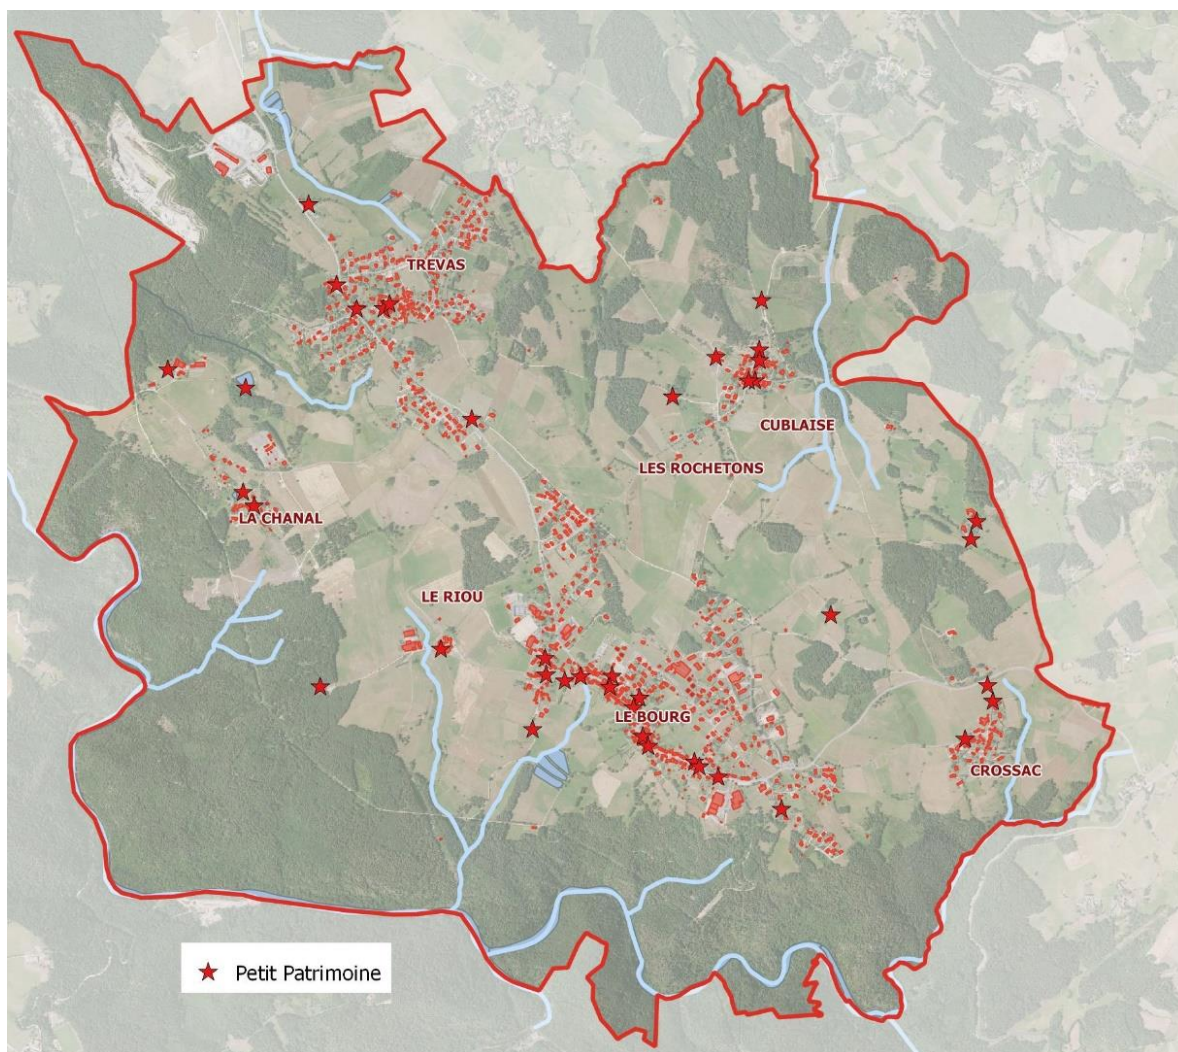 TREVAS
CUBLAISE
LES ROCHETONS
LA CHANAL
LE RIOU
LE BOURG
CROSSAC
Petit Patrimoine